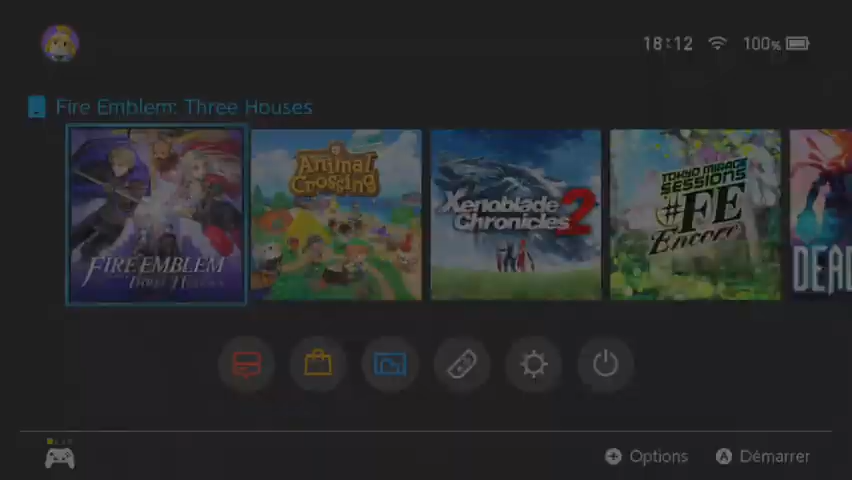 18:12 100%
Fire Emblem: Three Houses
FIRE EMBLEM
Three Houses
Animal
Crossing
Xenoblade
Chronicles 2
TOKYO MIRAGE
SESSIONS
#FE
Encore
DEAD
Options Démarrer